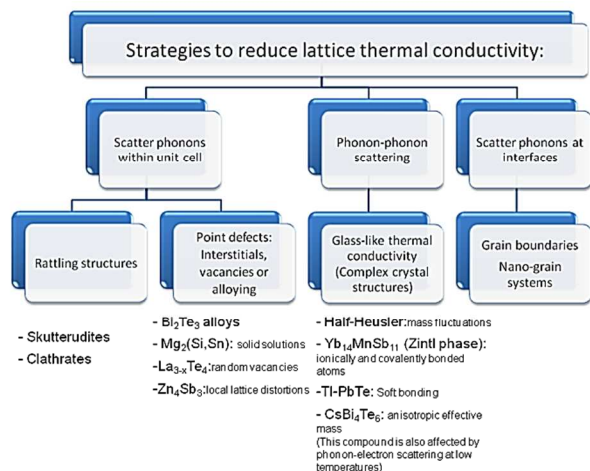 Strategies to reduce lattice thermal conductivity:
Scatter phonons
within unit cell
Phonon-phonon
scattering
Scatter phonons at
interfaces
Rattling structures
Point defects:
Interstitials,
vacancies or
alloying
Glass-like thermal
conductivity
(Complex crystal
structures)
Grain boundaries
Nano-grain
systems
- Skutterudites
- Clathrates
- Bi₂Te₃ alloys
- Mg₂(Si,Sn): solid solutions
-La₃₋ₓTe₄:random vacancies
-Zn₄Sb₃:local lattice distortions
- Half-Heusler:mass fluctuations
- Yb₁₄MnSb₁₁ (Zintl phase):
ionically and covalently bonded
atoms
-Tl-PbTe: Soft bonding
- CsBi₄Te₆: anisotropic effective
mass
(This compound is also affected by
phonon-electron scattering at low
temperatures)